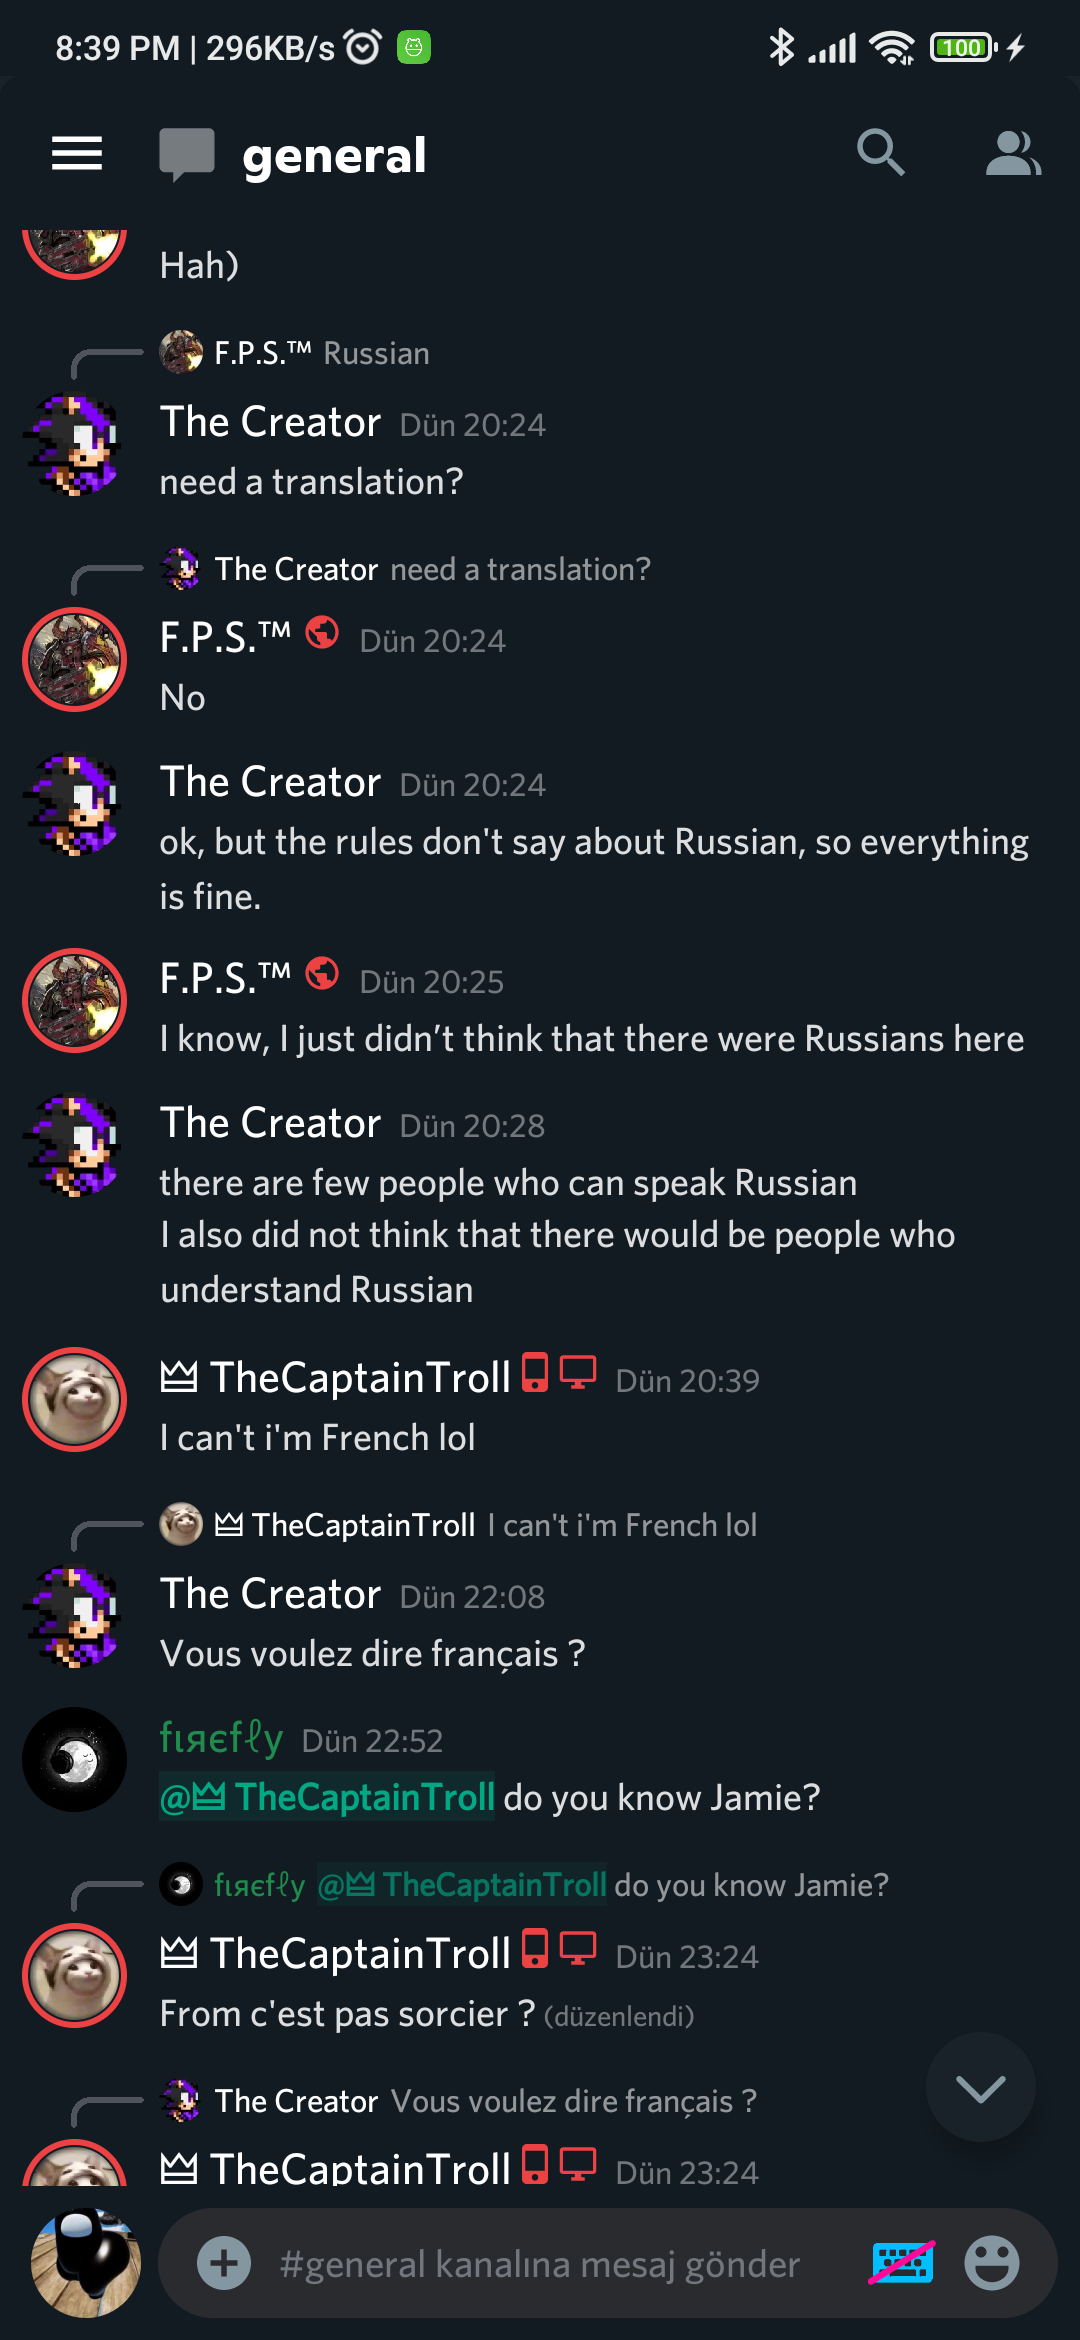 8:39 PM | 296KB/s
100
general
Hah)
F.P.S.™ Russian
The Creator Dün 20:24
need a translation?
The Creator need a translation?
F.P.S.™ Dün 20:24
No
The Creator Dün 20:24
ok, but the rules don't say about Russian, so everything
is fine.
F.P.S.™ Dün 20:25
I know, I just didn’t think that there were Russians here
The Creator Dün 20:28
there are few people who can speak Russian
I also did not think that there would be people who
understand Russian
TheCaptainTroll Dün 20:39
I can't i'm French lol
TheCaptainTroll I can't i'm French lol
The Creator Dün 22:08
Vous voulez dire français ?
fιяєfℓy Dün 22:52
@TheCaptainTroll do you know Jamie?
fιяєfℓy @TheCaptainTroll do you know Jamie?
TheCaptainTroll Dün 23:24
From c'est pas sorcier ? (düzenlendi)
The Creator Vous voulez dire français ?
TheCaptainTroll Dün 23:24
#general kanalına mesaj gönder